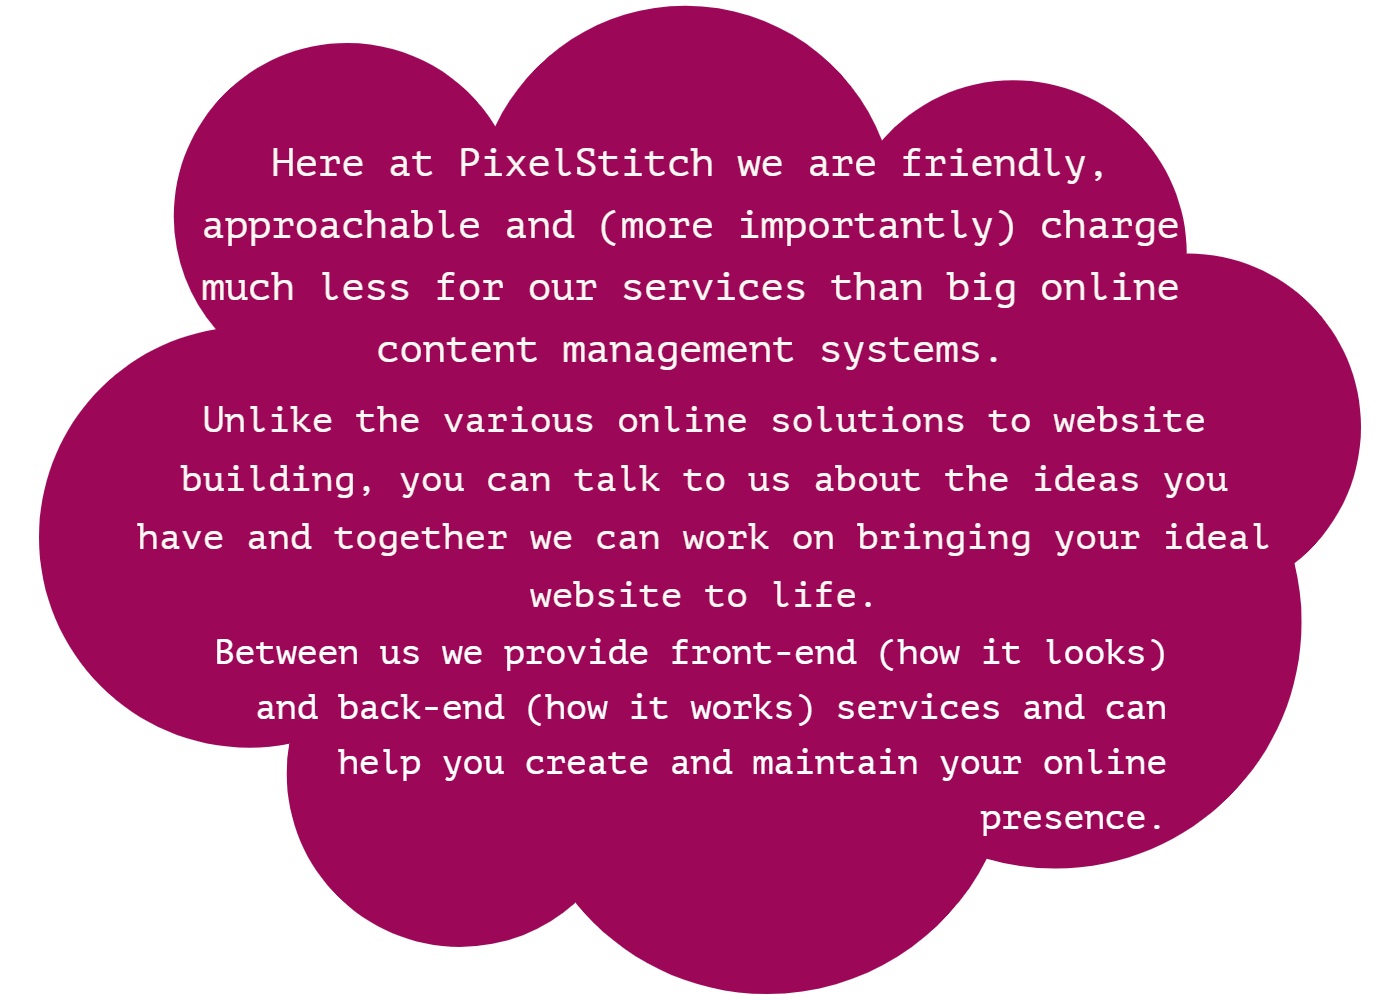 Here at PixelStitch we are friendly,
approachable and (more importantly) charge
much less for our services than big online
content management systems.
Unlike the various online solutions to website
building, you can talk to us about the ideas you
have and together we can work on bringing your ideal
website to life.
Between us we provide front-end (how it looks)
and back-end (how it works) services and can
help you create and maintain your online
presence.